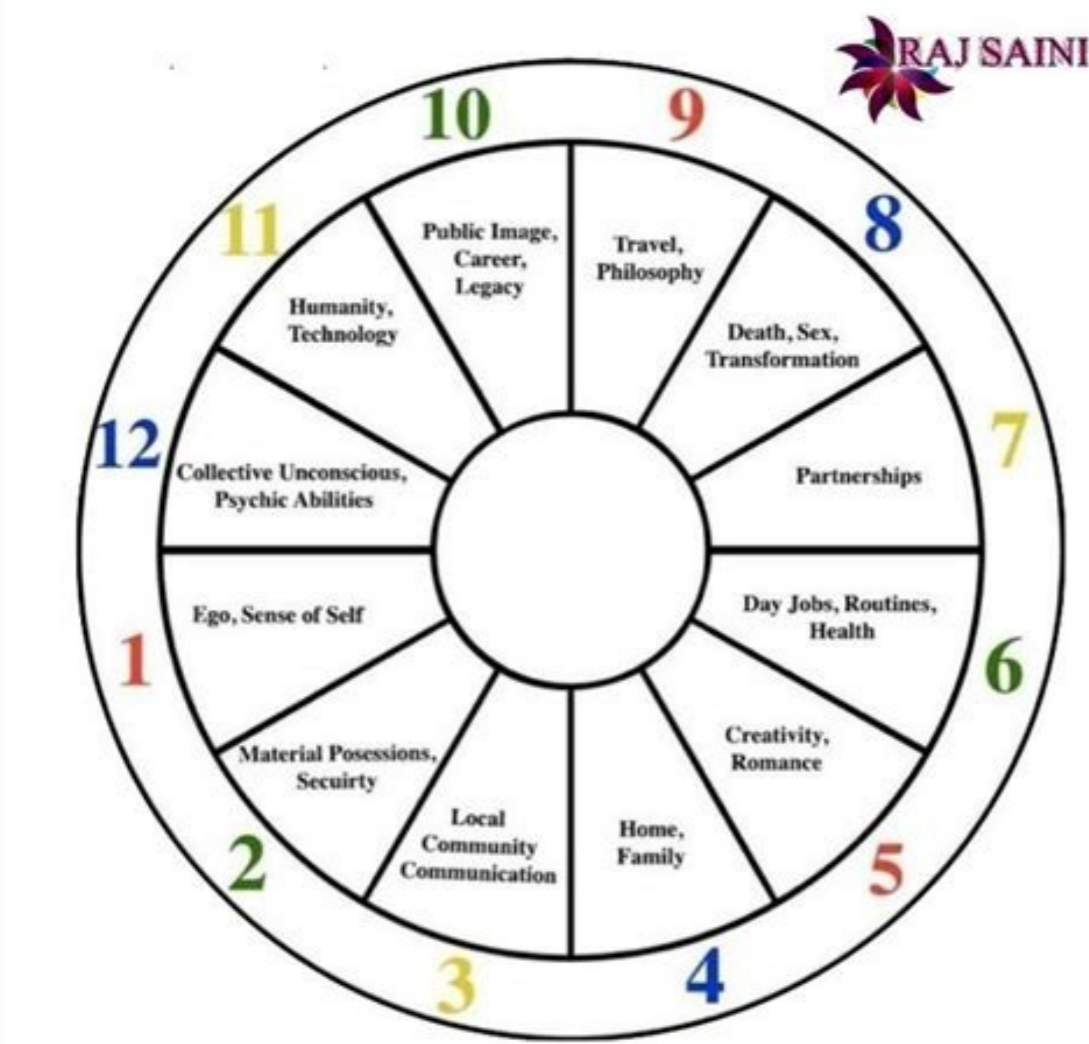 RAJ SAINI
10
9
11
8
12
7
1
6
2
5
3
4
Public Image,
Career,
Legacy
Travel,
Philosophy
Humanity,
Technology
Death, Sex,
Transformation
Collective Unconscious,
Psychic Abilities
Partnerships
Ego, Sense of Self
Day Jobs, Routines,
Health
Material Posessions,
Secuirty
Creativity,
Romance
Local
Community
Communication
Home,
Family